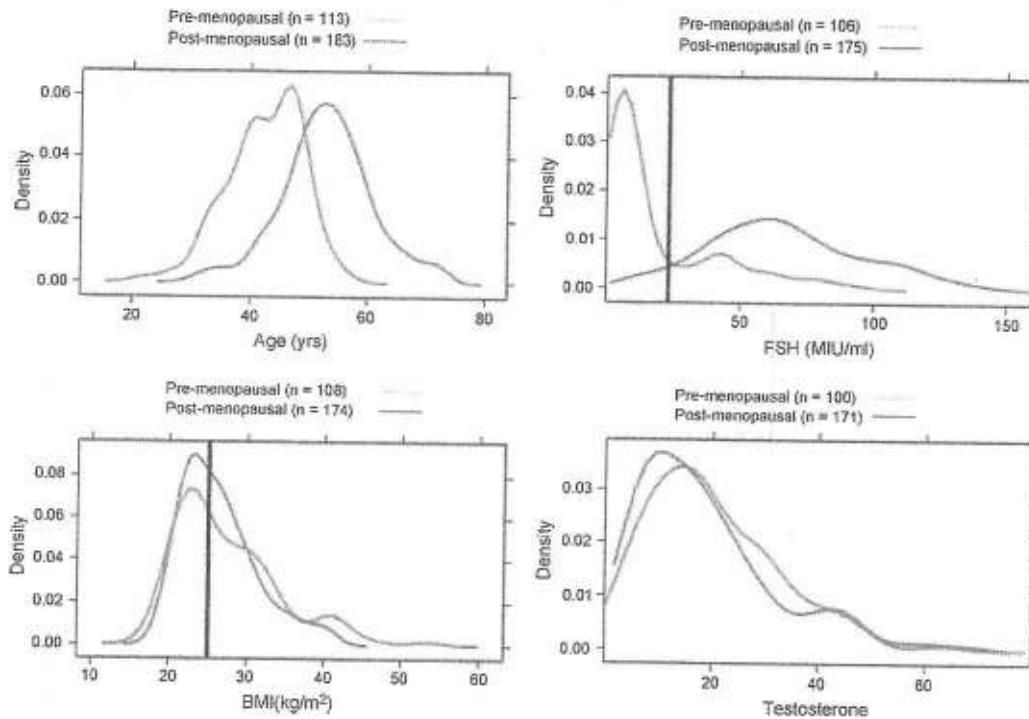 Pre-menopausal (n = 113)
Post-menopausal (n = 183)
0.06
0.04
0.02
0.00
Density
20 40 60 80
Age (yrs)
Pre-menopausal (n = 106)
Post-menopausal (n = 175)
0.04
0.03
0.02
0.01
0.00
Density
50 100 150
FSH (MIU/ml)
Pre-menopausal (n = 108)
Post-menopausal (n = 174)
0.08
0.06
0.04
0.02
0.00
Density
10 20 30 40 50 60
BMI(kg/m²)
Pre-menopausal (n = 100)
Post-menopausal (n = 171)
0.03
0.02
0.01
0.00
Density
20 40 60
Testosterone